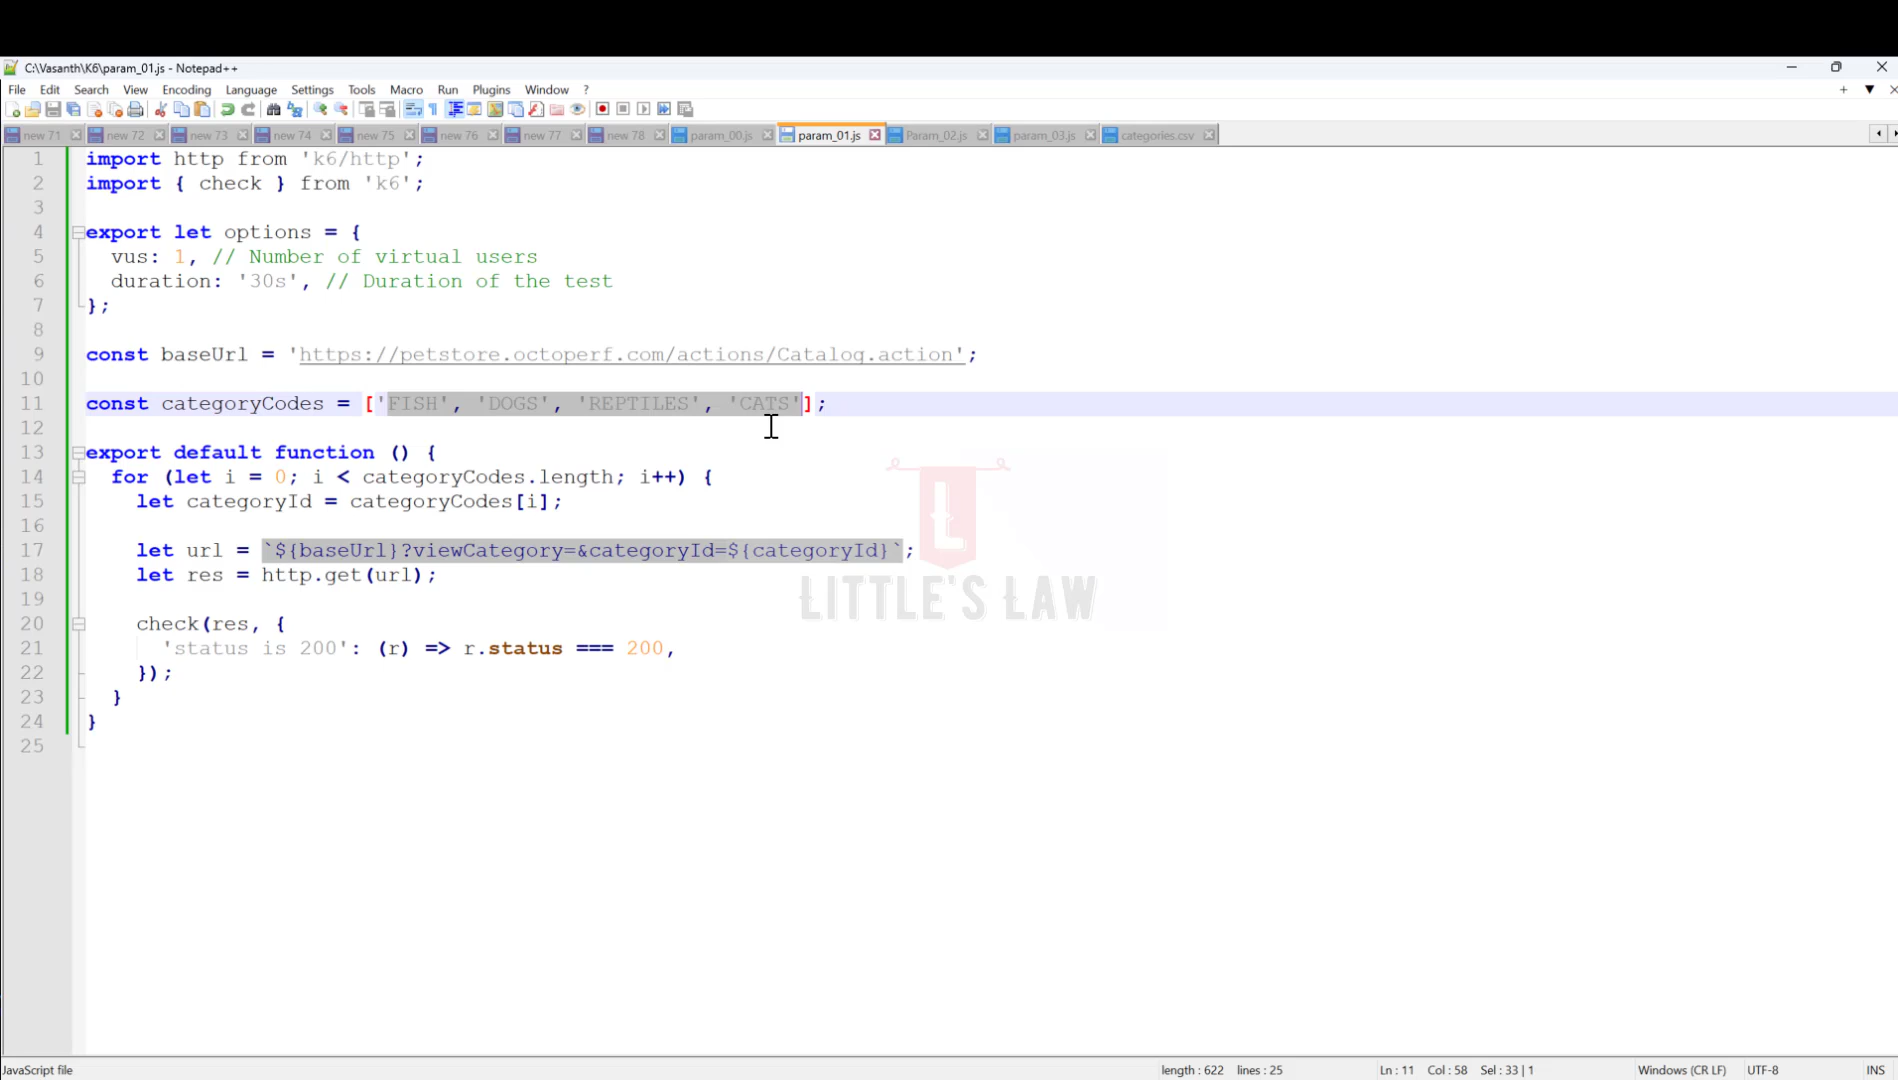 C:\Vasanth\K6\param_01.js - Notepad++
File Edit Search View Encoding Language Settings Tools Macro Run Plugins Window ?
new 71 new 72 new 73 new 74 new 75 new 76 new 77 new 78 param_00.js param_01.js Param_02.js param_03.js categories.csv
1 import http from 'k6/http';
2 import { check } from 'k6';
3
4 export let options = {
5 vus: 1, // Number of virtual users
6 duration: '30s', // Duration of the test
7 };
8
9 const baseUrl = 'https://petstore.octoperf.com/actions/Catalog.action';
10
11 const categoryCodes = ['FISH', 'DOGS', 'REPTILES', 'CATS'];
12
13 export default function () {
14 for (let i = 0; i < categoryCodes.length; i++) {
15 let categoryId = categoryCodes[i];
16
17 let url = `${baseUrl}?viewCategory=&categoryId=${categoryId}`;
18 let res = http.get(url);
19
20 check(res, {
21 'status is 200': (r) => r.status === 200,
22 });
23 }
24 }
25
L
LITTLE'S LAW
JavaScript file length : 622 lines : 25 Ln : 11 Col : 58 Sel : 33 | 1 Windows (CR LF) UTF-8 INS